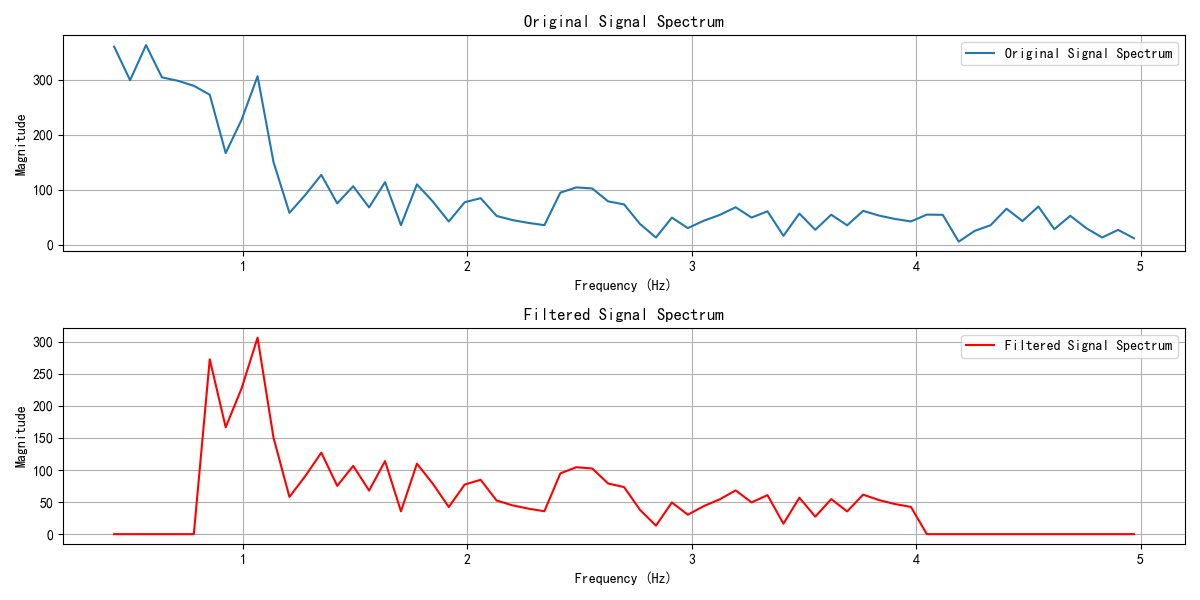 Original Signal Spectrum
Original Signal Spectrum
Magnitude
300
200
100
0
1 2 3 4 5
Frequency (Hz)
Filtered Signal Spectrum
Filtered Signal Spectrum
Magnitude
300
250
200
150
100
50
0
1 2 3 4 5
Frequency (Hz)